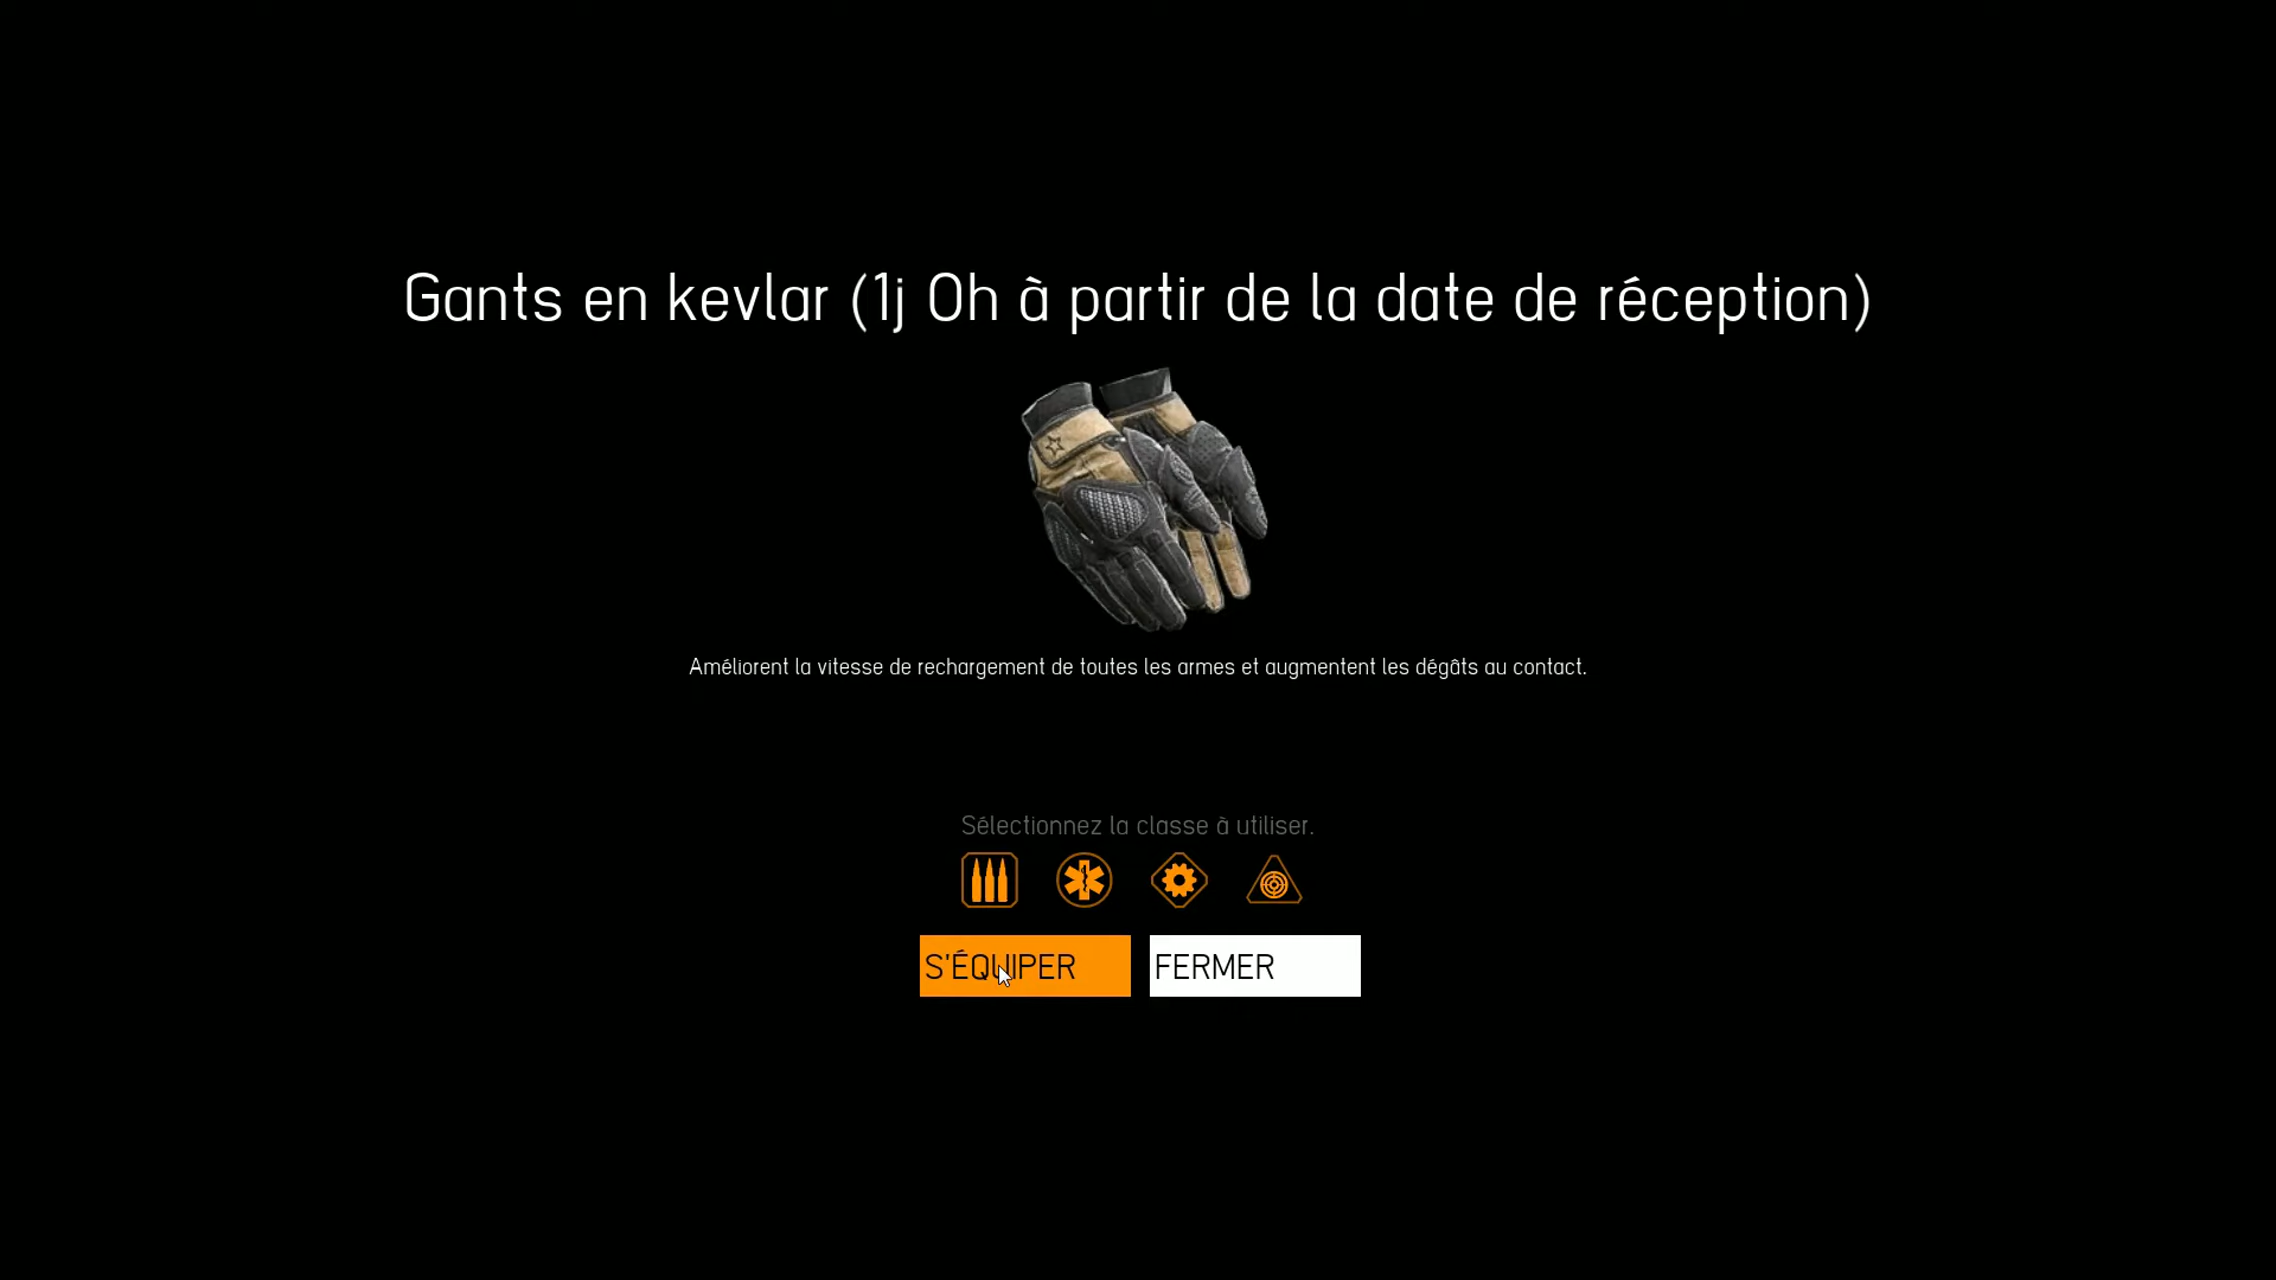 Gants en kevlar (1j 0h à partir de la date de réception)
Améliorent la vitesse de rechargement de toutes les armes et augmentent les dégâts au contact.
Sélectionnez la classe à utiliser.
S'ÉQUIPER FERMER